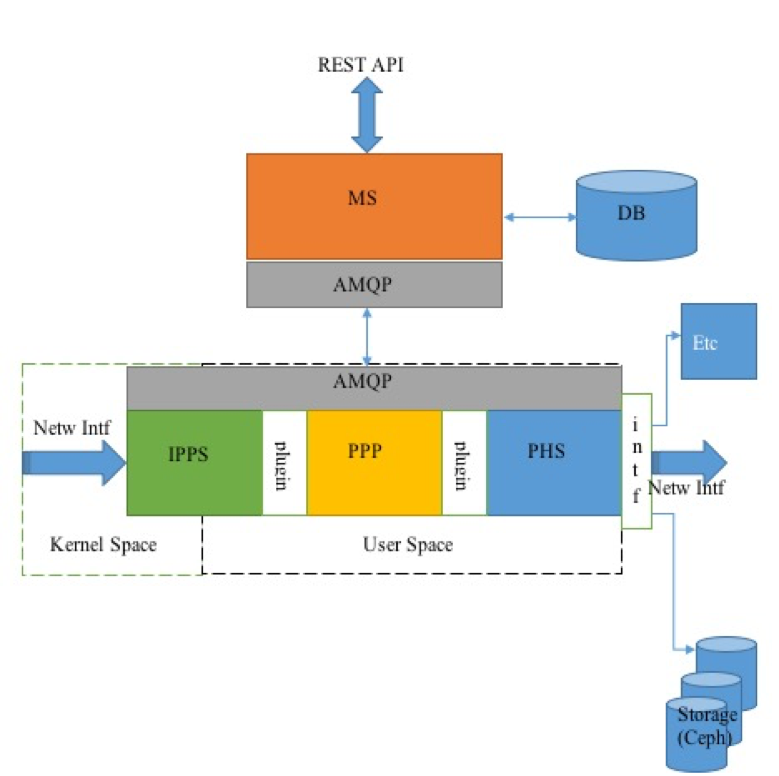 REST API
MS
DB
AMQP
Etc
AMQP
Netw Intf
IPPS
plugin
PPP
plugin
PHS
intf
Netw Intf
Kernel Space
User Space
Storage
(Ceph)